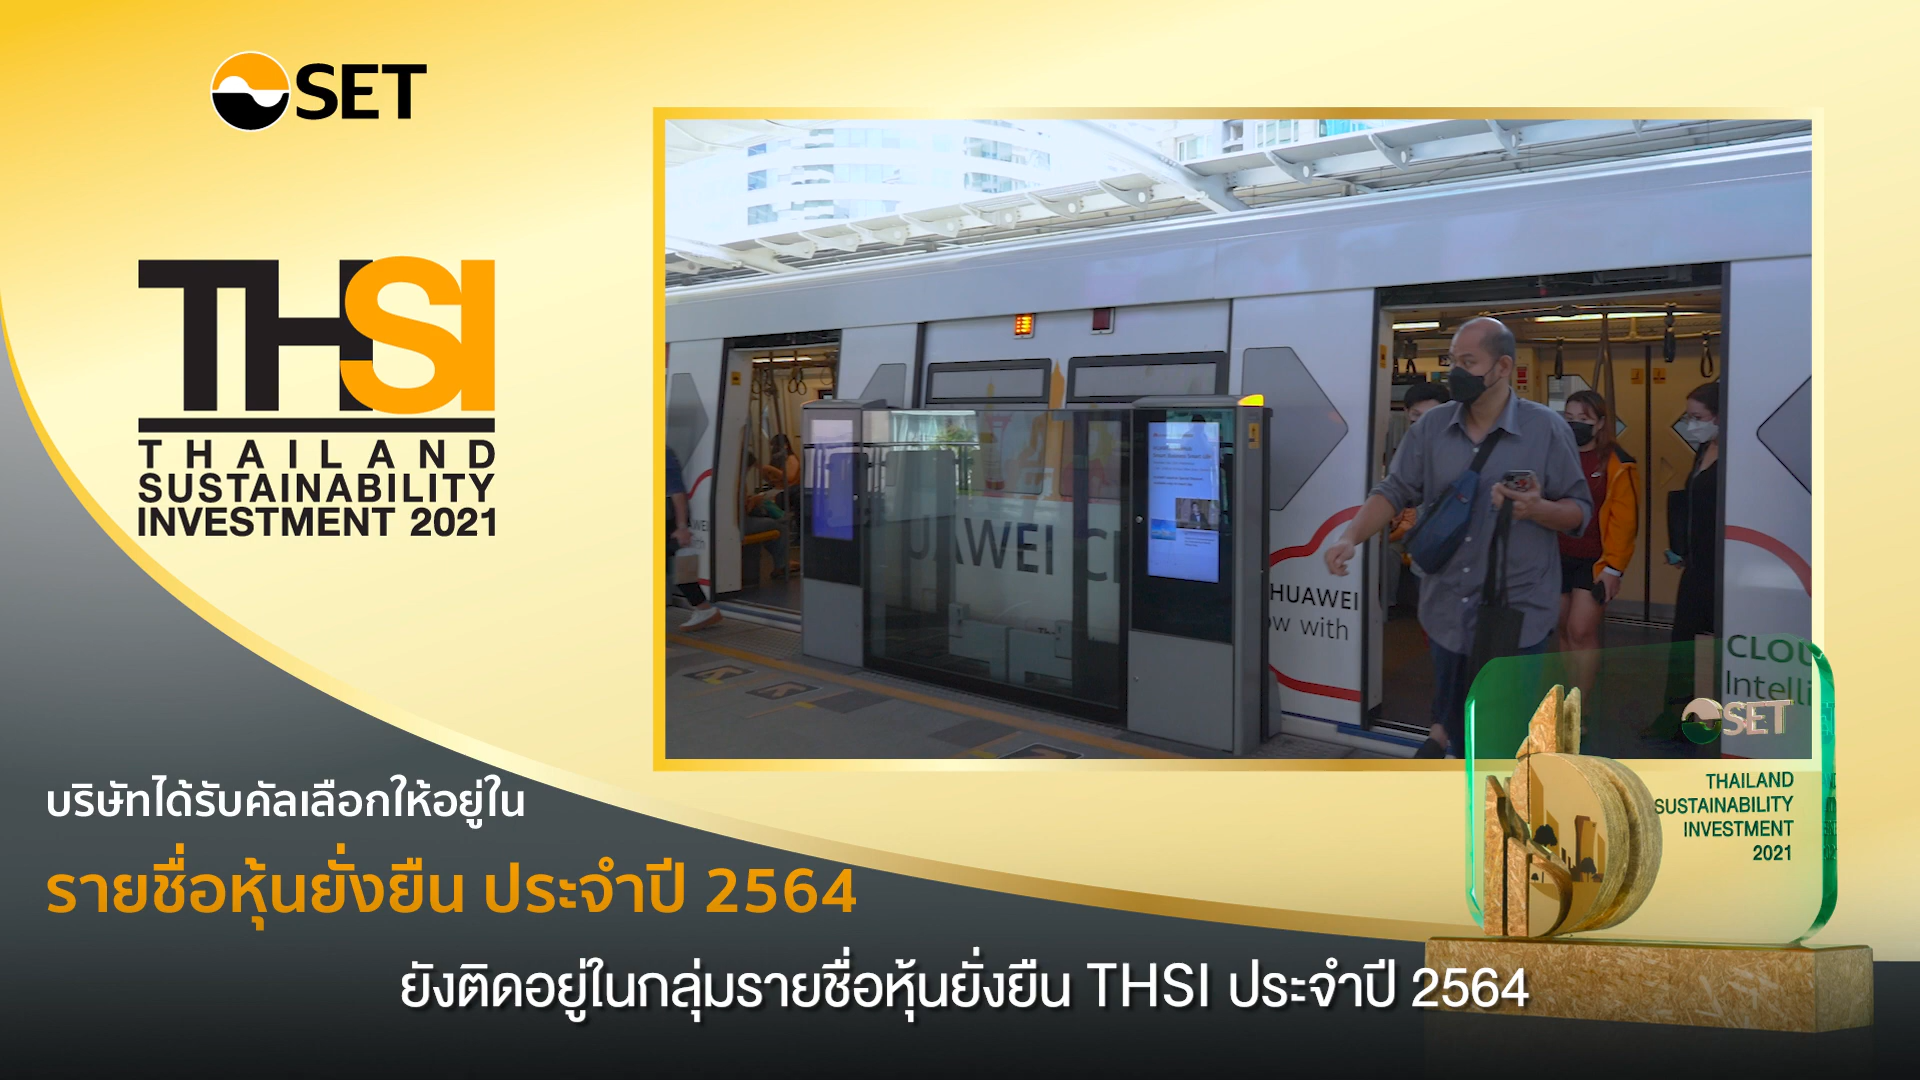 SET
THSI
THAILAND
SUSTAINABILITY
INVESTMENT 2021
HUAWEI
UAWEI Cl
HUAWEI
ow with
CLOU
Intelli
SET
THAILAND
SUSTAINABILITY
INVESTMENT
2021
บริษัทได้รับคัลเลือกให้อยู่ใน
รายชื่อหุ้นยั่งยืน ประจำปี 2564
ยังติดอยู่ในกลุ่มรายชื่อหุ้นยั่งยืน THSI ประจำปี 2564